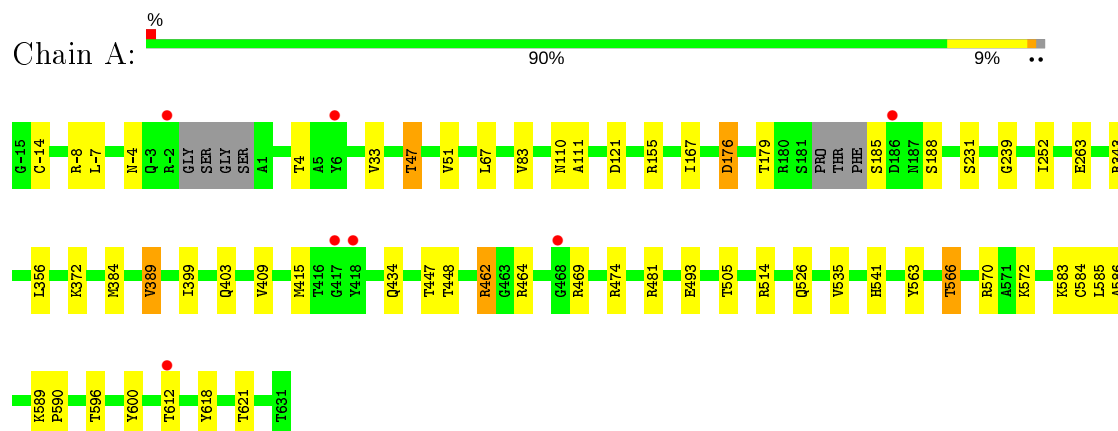 %
Chain A:
90%
9%
G-15 C-14 R-8 L-7 N-4 Q-3 R-2 GLY SER GLY SER A1 T4 A5 Y6 V33 T47 V51 L67 V83 N110 A111 D121 R155 I167 D176 T179 R180 S181 PRO THR PHE S185 D186 N187 S188 S231 G239 I252 E263
L356 K372 M384 V389 I399 Q403 V409 M415 T416 G417 Y418 Q434 T447 T448 R462 G463 R464 G468 R469 R474 R481 E493 T505 R514 Q526 V535 H541 Y563 T566 R570 A571 K572 K583 C584 L585 A586
K589 P590 T596 Y600 T612 Y618 T621 T631